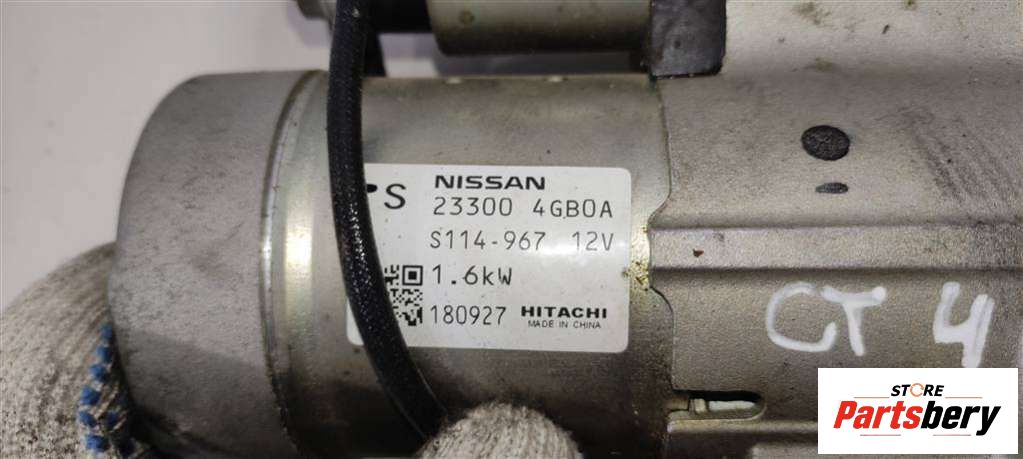 S
NISSAN
23300 4GB0A
S114-967 12V
1.6kW
180927 HITACHI
MADE IN CHINA
CT 4
STORE
Partsbery